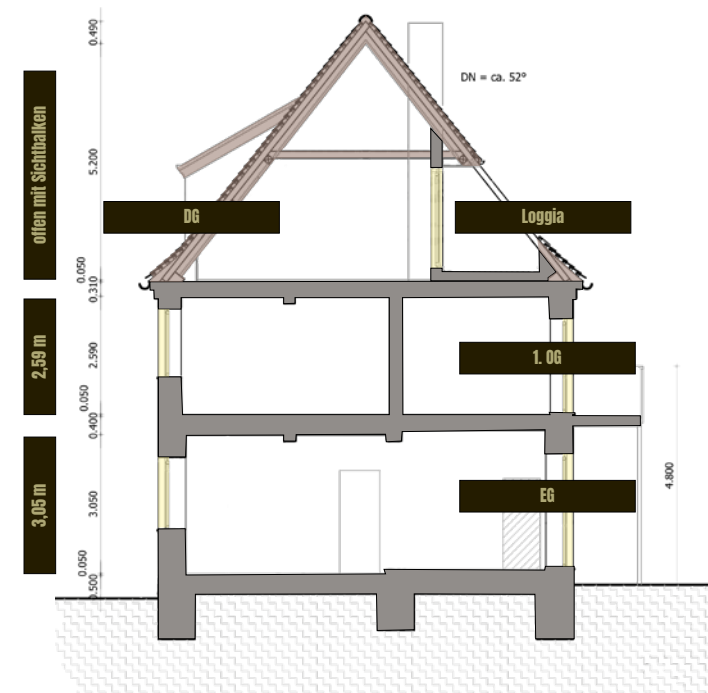 0.490
DN = ca. 52°
offen mit Sichtbalken
5.200
DG
Loggia
0.050
0.310
2,59 m
2.590
1. OG
0.050
0.400
3,05 m
3.050
EG
4.800
0.050
0.500